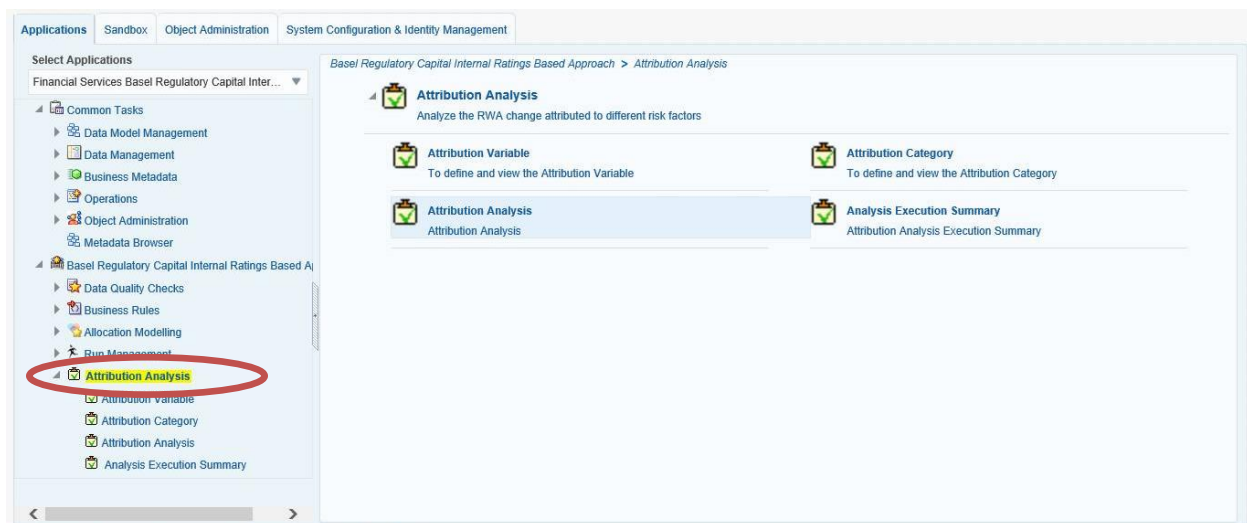 Applications Sandbox Object Administration System Configuration & Identity Management
Select Applications
Financial Services Basel Regulatory Capital Inter...
Common Tasks
Data Model Management
Data Management
Business Metadata
Operations
Object Administration
Metadata Browser
Basel Regulatory Capital Internal Ratings Based A
Data Quality Checks
Business Rules
Allocation Modelling
Run Management
Attribution Analysis
Attribution Variable
Attribution Category
Attribution Analysis
Analysis Execution Summary
Basel Regulatory Capital Internal Ratings Based Approach > Attribution Analysis
Attribution Analysis
Analyze the RWA change attributed to different risk factors
Attribution Variable
To define and view the Attribution Variable
Attribution Category
To define and view the Attribution Category
Attribution Analysis
Attribution Analysis
Analysis Execution Summary
Attribution Analysis Execution Summary